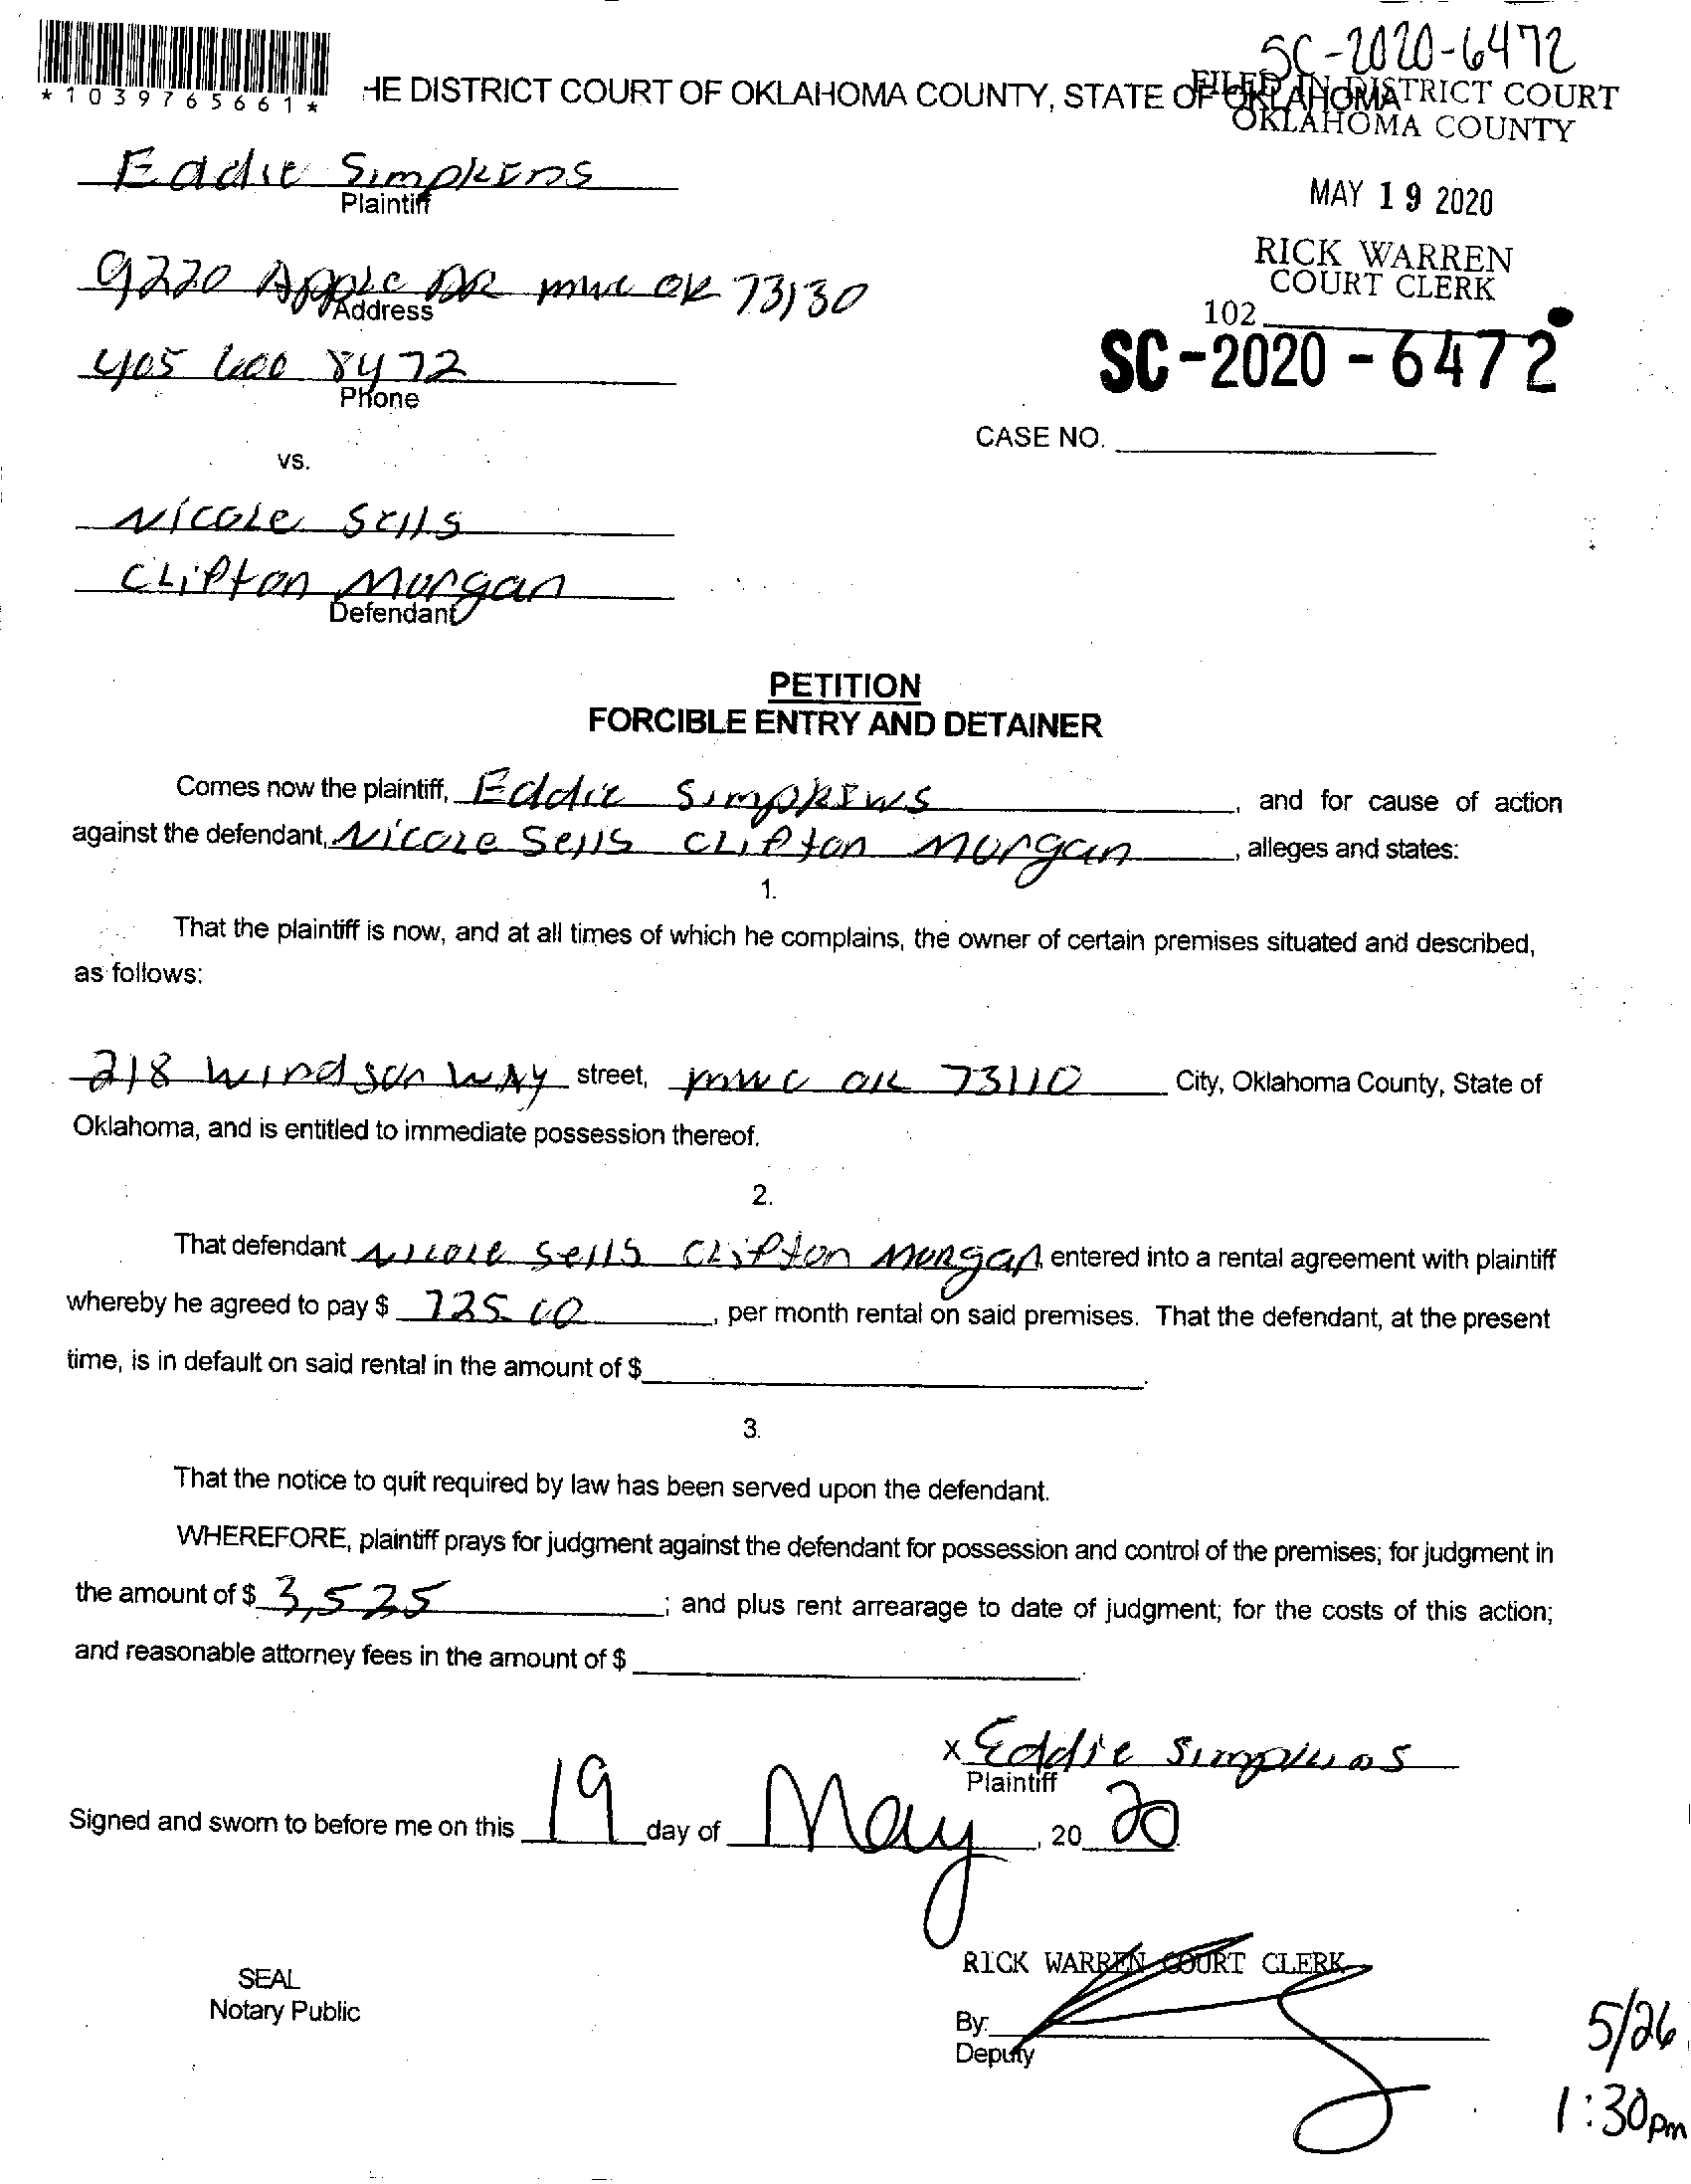 SC-2020-6472
*1039765661*
HE DISTRICT COURT OF OKLAHOMA COUNTY, STATE OF OKLAHOMA
FILED IN DISTRICT COURT
OKLAHOMA COUNTY
Eddie Simpkins
Plaintiff
MAY 19 2020
RICK WARREN
COURT CLERK
9220 Apple DR mwc OK 73130
Address
102
405 600 8472
Phone
SC-2020-6472
CASE NO.
vs.
Nicole Sells
Clifton Morgan
Defendant
PETITION
FORCIBLE ENTRY AND DETAINER
Comes now the plaintiff, Eddie Simpkins, and for cause of action
against the defendant, Nicole Sells Clifton Morgan, alleges and states:
1.
That the plaintiff is now, and at all times of which he complains, the owner of certain premises situated and described,
as follows:
218 Windsor WAY street, mwc OK 73110 City, Oklahoma County, State of
Oklahoma, and is entitled to immediate possession thereof.
2.
That defendant Nicole Sells Clifton Morgan entered into a rental agreement with plaintiff
whereby he agreed to pay $ 725.00, per month rental on said premises. That the defendant, at the present
time, is in default on said rental in the amount of $ .
3.
That the notice to quit required by law has been served upon the defendant.
WHEREFORE, plaintiff prays for judgment against the defendant for possession and control of the premises; for judgment in
the amount of $ 3,525; and plus rent arrearage to date of judgment; for the costs of this action;
and reasonable attorney fees in the amount of $ .
x Eddie Simpkins
Plaintiff
Signed and sworn to before me on this 19 day of May, 2020.
RICK WARREN COURT CLERK
SEAL
Notary Public
By:
Deputy
5/26
1:30pm